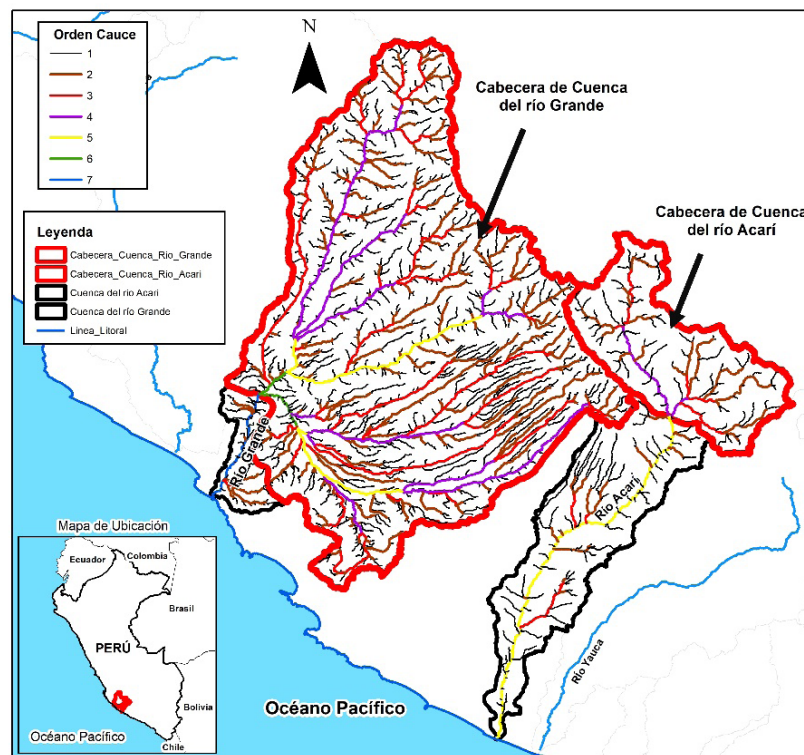 Orden Cauce
1
2
3
4
5
6
7
N
Cabecera de Cuenca
del río Grande
Cabecera de Cuenca
del río Acarí
Leyenda
Cabecera_Cuenca_Rio_Grande
Cabecera_Cuenca_Rio_Acari
Cuenca del rio Acari
Cuenca del río Grande
Linea_Litoral
Río Grande
Río Acarí
Río Yauca
Mapa de Ubicación
Ecuador
Colombia
Brasil
PERÚ
Bolivia
Océano Pacífico
Chile
Océano Pacífico